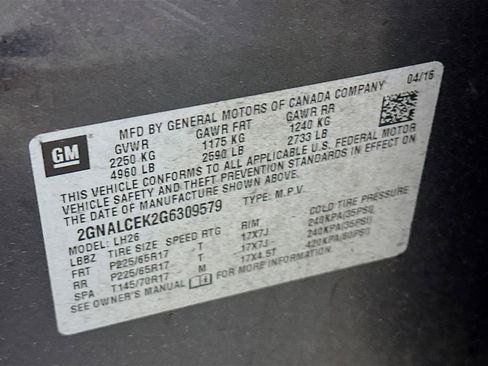 GM
04/16
MFD BY GENERAL MOTORS OF CANADA COMPANY
GVWR GAWR FRT GAWR RR
2250 KG 1175 KG 1240 KG
4960 LB 2590 LB 2733 LB
THIS VEHICLE CONFORMS TO ALL APPLICABLE U.S. FEDERAL MOTOR
VEHICLE SAFETY AND THEFT PREVENTION STANDARDS IN EFFECT ON
THE DATE OF MANUFACTURE SHOWN ABOVE.
2GNALCEK2G6309579 TYPE: M.P.V.
MODEL: LH26
LBBZ TIRE SIZE SPEED RTG RIM COLD TIRE PRESSURE
FRT P225/65R17 T 17X7J 240KPA(35PSI)
RR P225/65R17 T 17X7J 240KPA(35PSI)
SPA T145/70R17 M 17X4.5T 420KPA(60PSI)
SEE OWNER'S MANUAL FOR MORE INFORMATION.